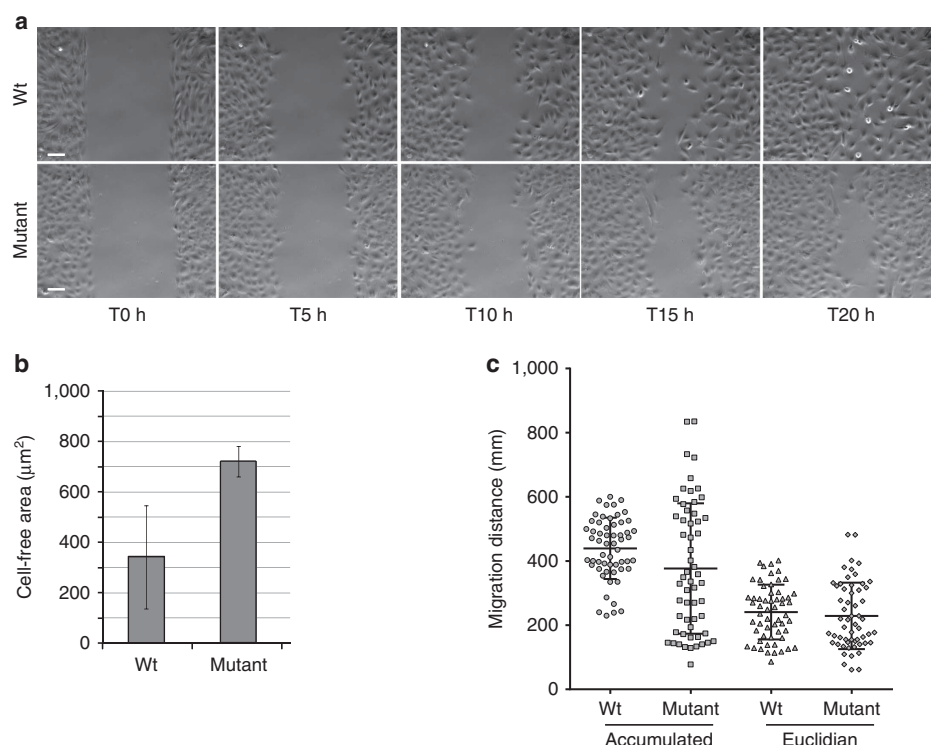 a
Wt
Mutant
T0 h T5 h T10 h T15 h T20 h
b
1,000
800
600
400
200
0
Cell-free area (μm²)
Wt Mutant
c
1,000
800
600
400
200
0
Migration distance (mm)
Wt Mutant Wt Mutant
Accumulated Euclidian